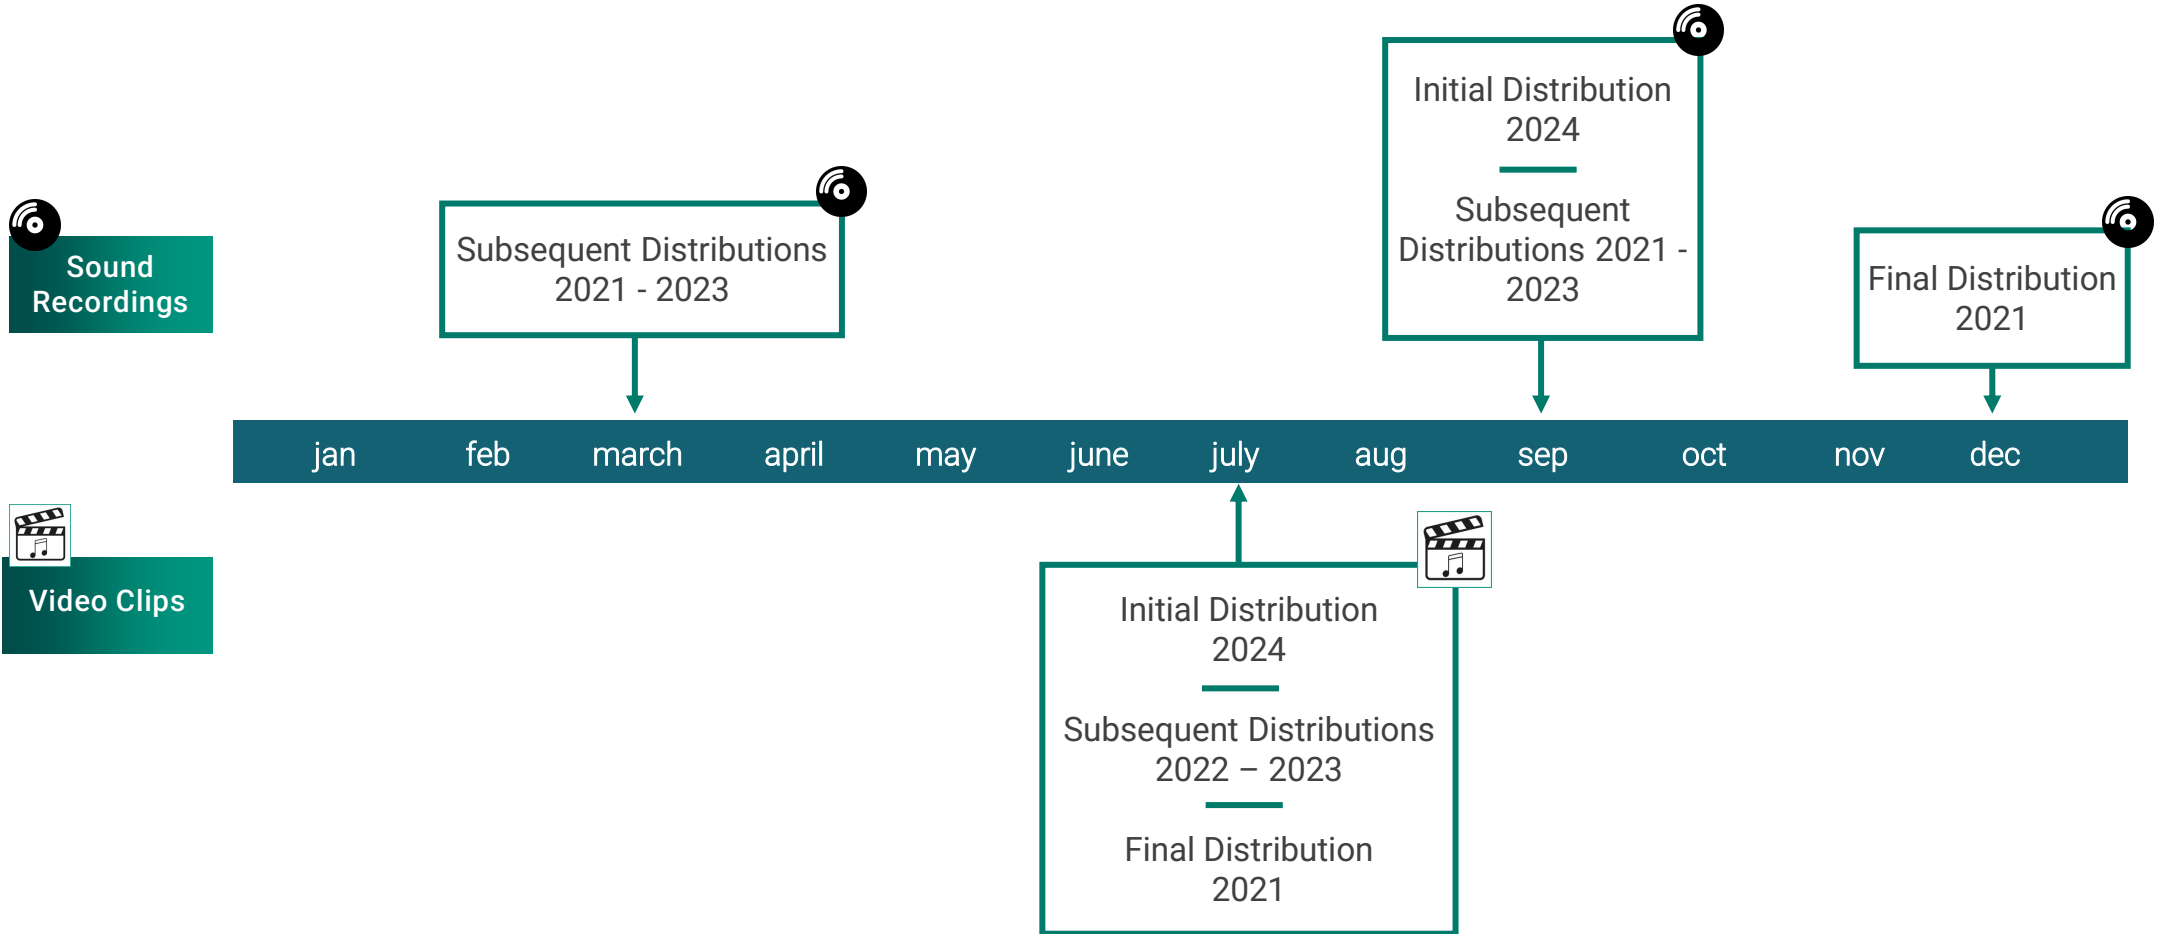 Initial Distribution
2024
Subsequent
Distributions 2021 -
2023
Subsequent Distributions
2021 - 2023
Final Distribution
2021
Sound
Recordings
jan feb march april may june july aug sep oct nov dec
Video Clips
Initial Distribution
2024
Subsequent Distributions
2022 – 2023
Final Distribution
2021